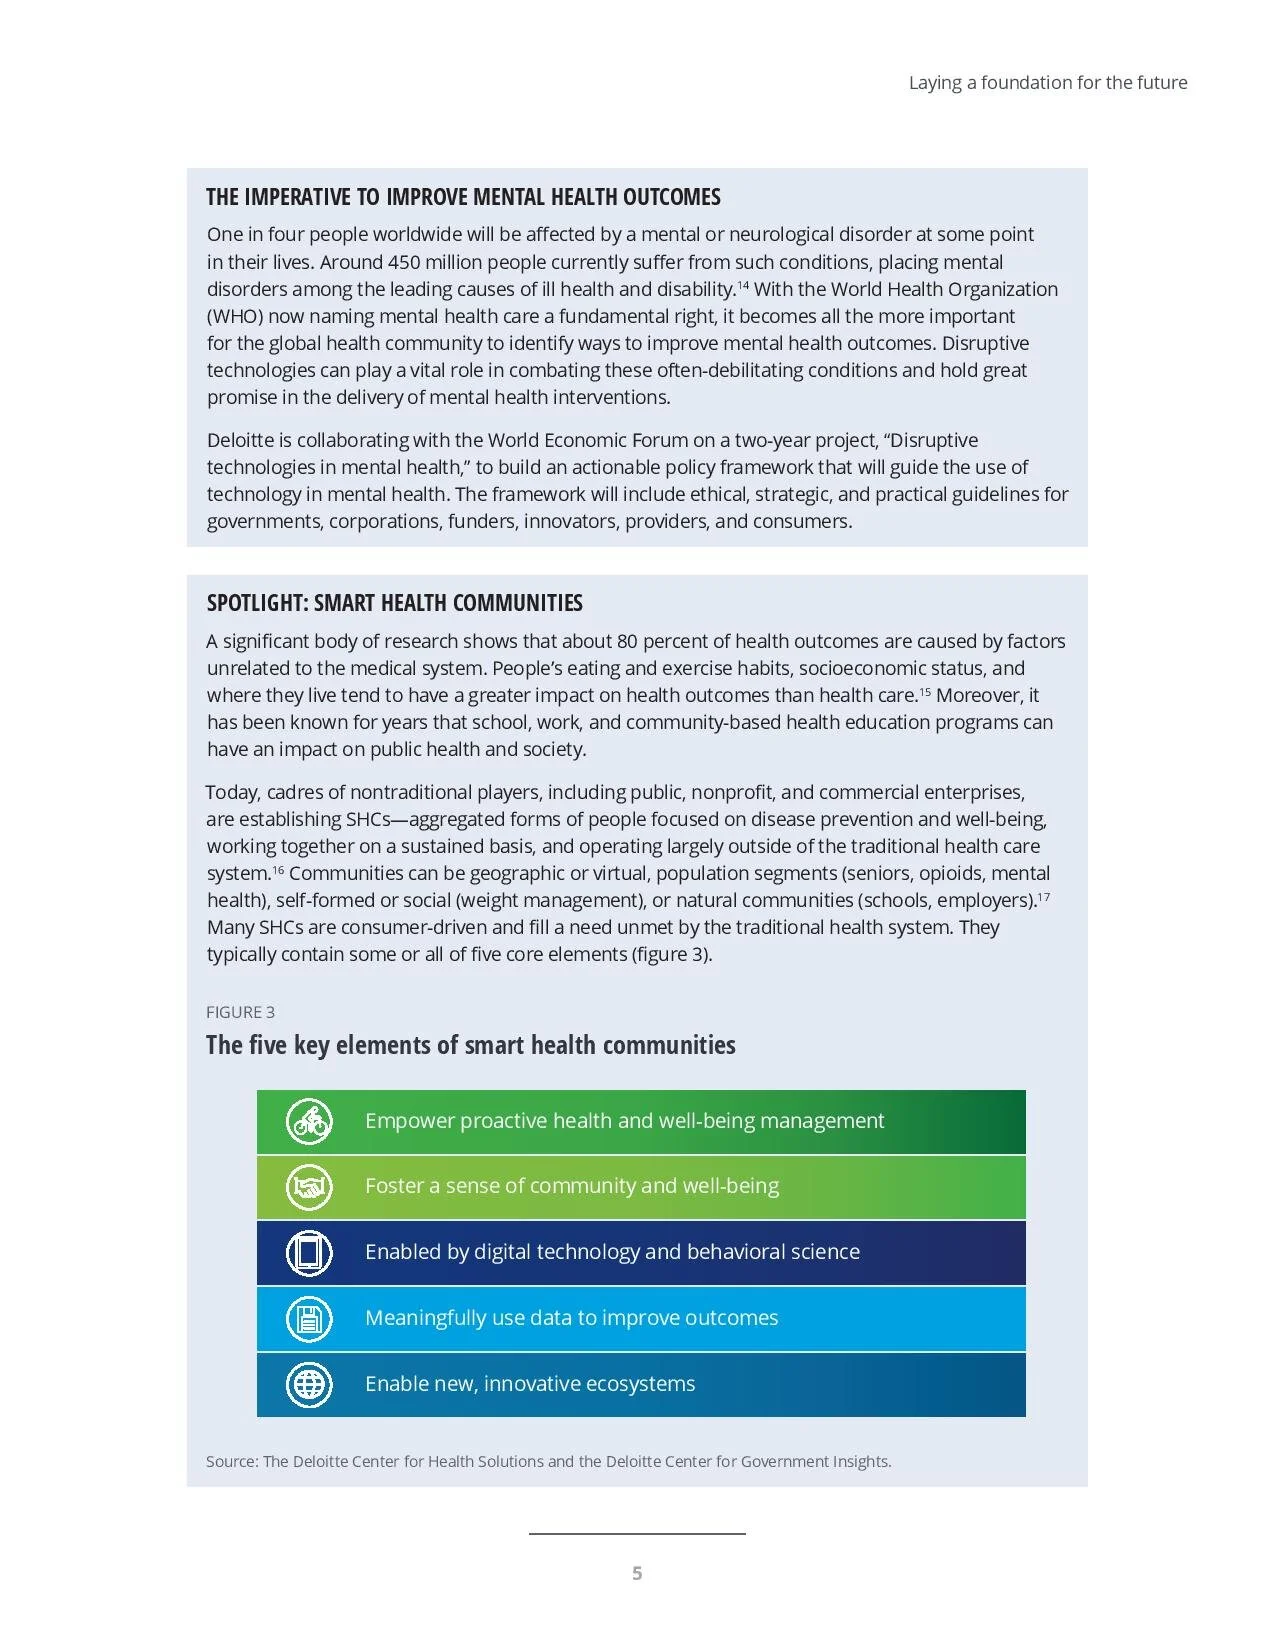 Laying a foundation for the future
THE IMPERATIVE TO IMPROVE MENTAL HEALTH OUTCOMES
One in four people worldwide will be affected by a mental or neurological disorder at some point
in their lives. Around 450 million people currently suffer from such conditions, placing mental
disorders among the leading causes of ill health and disability.14 With the World Health Organization
(WHO) now naming mental health care a fundamental right, it becomes all the more important
for the global health community to identify ways to improve mental health outcomes. Disruptive
technologies can play a vital role in combating these often-debilitating conditions and hold great
promise in the delivery of mental health interventions.
Deloitte is collaborating with the World Economic Forum on a two-year project, “Disruptive
technologies in mental health,” to build an actionable policy framework that will guide the use of
technology in mental health. The framework will include ethical, strategic, and practical guidelines for
governments, corporations, funders, innovators, providers, and consumers.
SPOTLIGHT: SMART HEALTH COMMUNITIES
A significant body of research shows that about 80 percent of health outcomes are caused by factors
unrelated to the medical system. People’s eating and exercise habits, socioeconomic status, and
where they live tend to have a greater impact on health outcomes than health care.15 Moreover, it
has been known for years that school, work, and community-based health education programs can
have an impact on public health and society.
Today, cadres of nontraditional players, including public, nonprofit, and commercial enterprises,
are establishing SHCs—aggregated forms of people focused on disease prevention and well-being,
working together on a sustained basis, and operating largely outside of the traditional health care
system.16 Communities can be geographic or virtual, population segments (seniors, opioids, mental
health), self-formed or social (weight management), or natural communities (schools, employers).17
Many SHCs are consumer-driven and fill a need unmet by the traditional health system. They
typically contain some or all of five core elements (figure 3).
FIGURE 3
The five key elements of smart health communities
Empower proactive health and well-being management
Foster a sense of community and well-being
Enabled by digital technology and behavioral science
Meaningfully use data to improve outcomes
Enable new, innovative ecosystems
Source: The Deloitte Center for Health Solutions and the Deloitte Center for Government Insights.
5